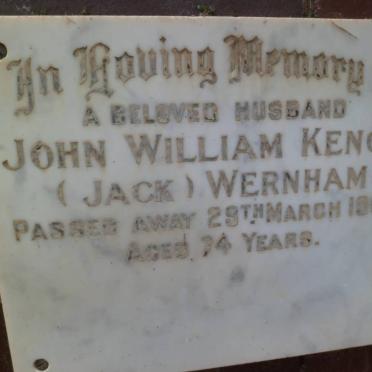 In Loving Memory
A BELOVED HUSBAND
JOHN WILLIAM
(JACK) WERNHAM
PASSED AWAY 29TH MARCH
AGED 74 YEARS.